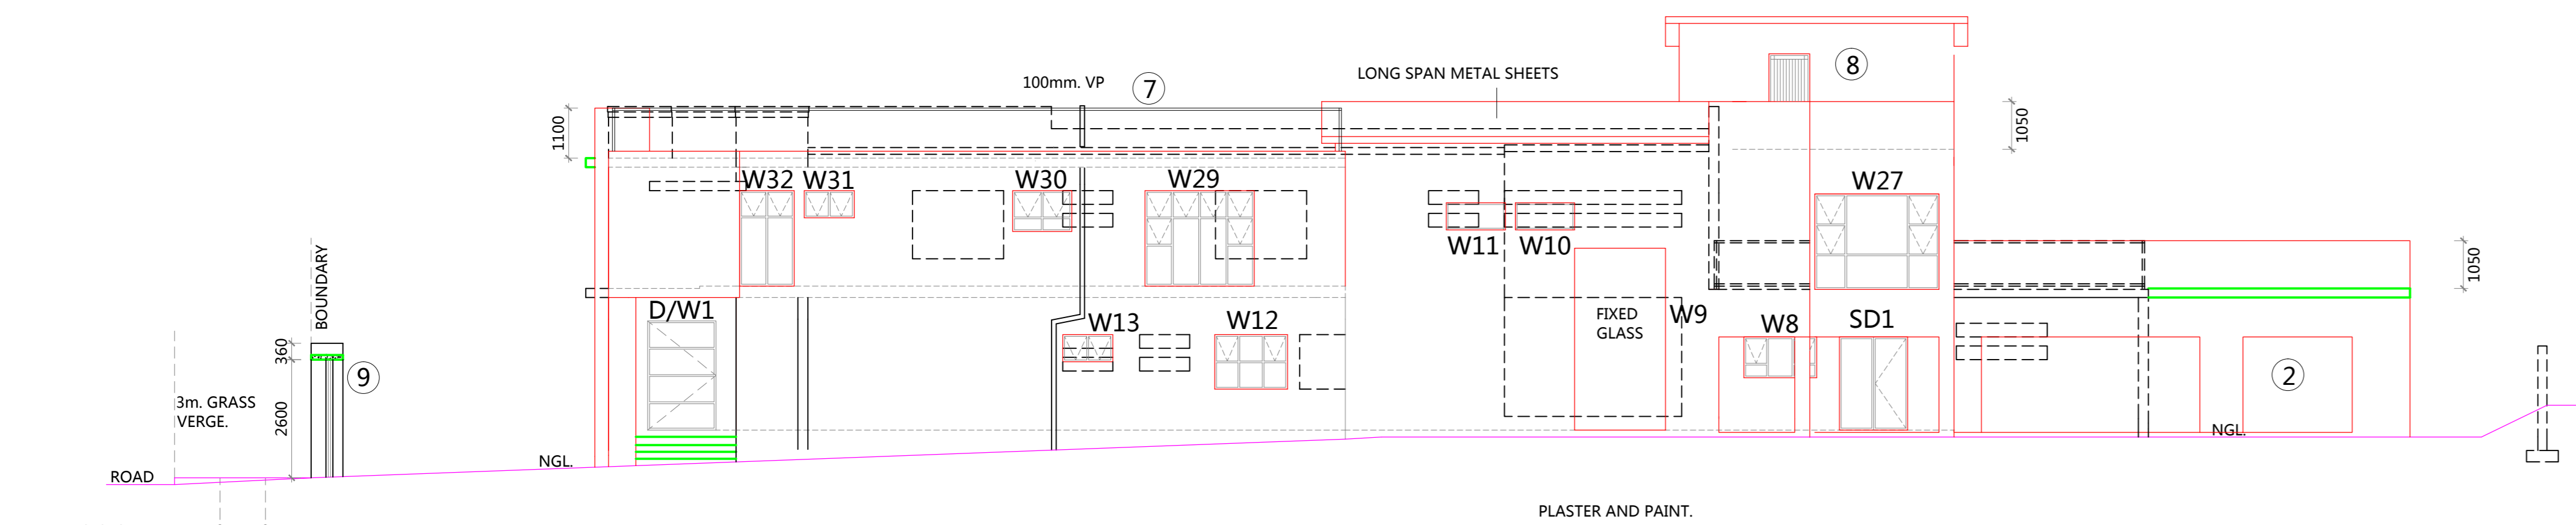 8
LONG SPAN METAL SHEETS
100mm. VP
7
1100
1050
W32
W31
W30
W29
W27
W11
W10
BOUNDARY
1050
D/W1
W13
W12
FIXED
GLASS
W9
W8
SD1
360
9
2
3m. GRASS
VERGE.
2600
NGL.
NGL.
ROAD
PLASTER AND PAINT.